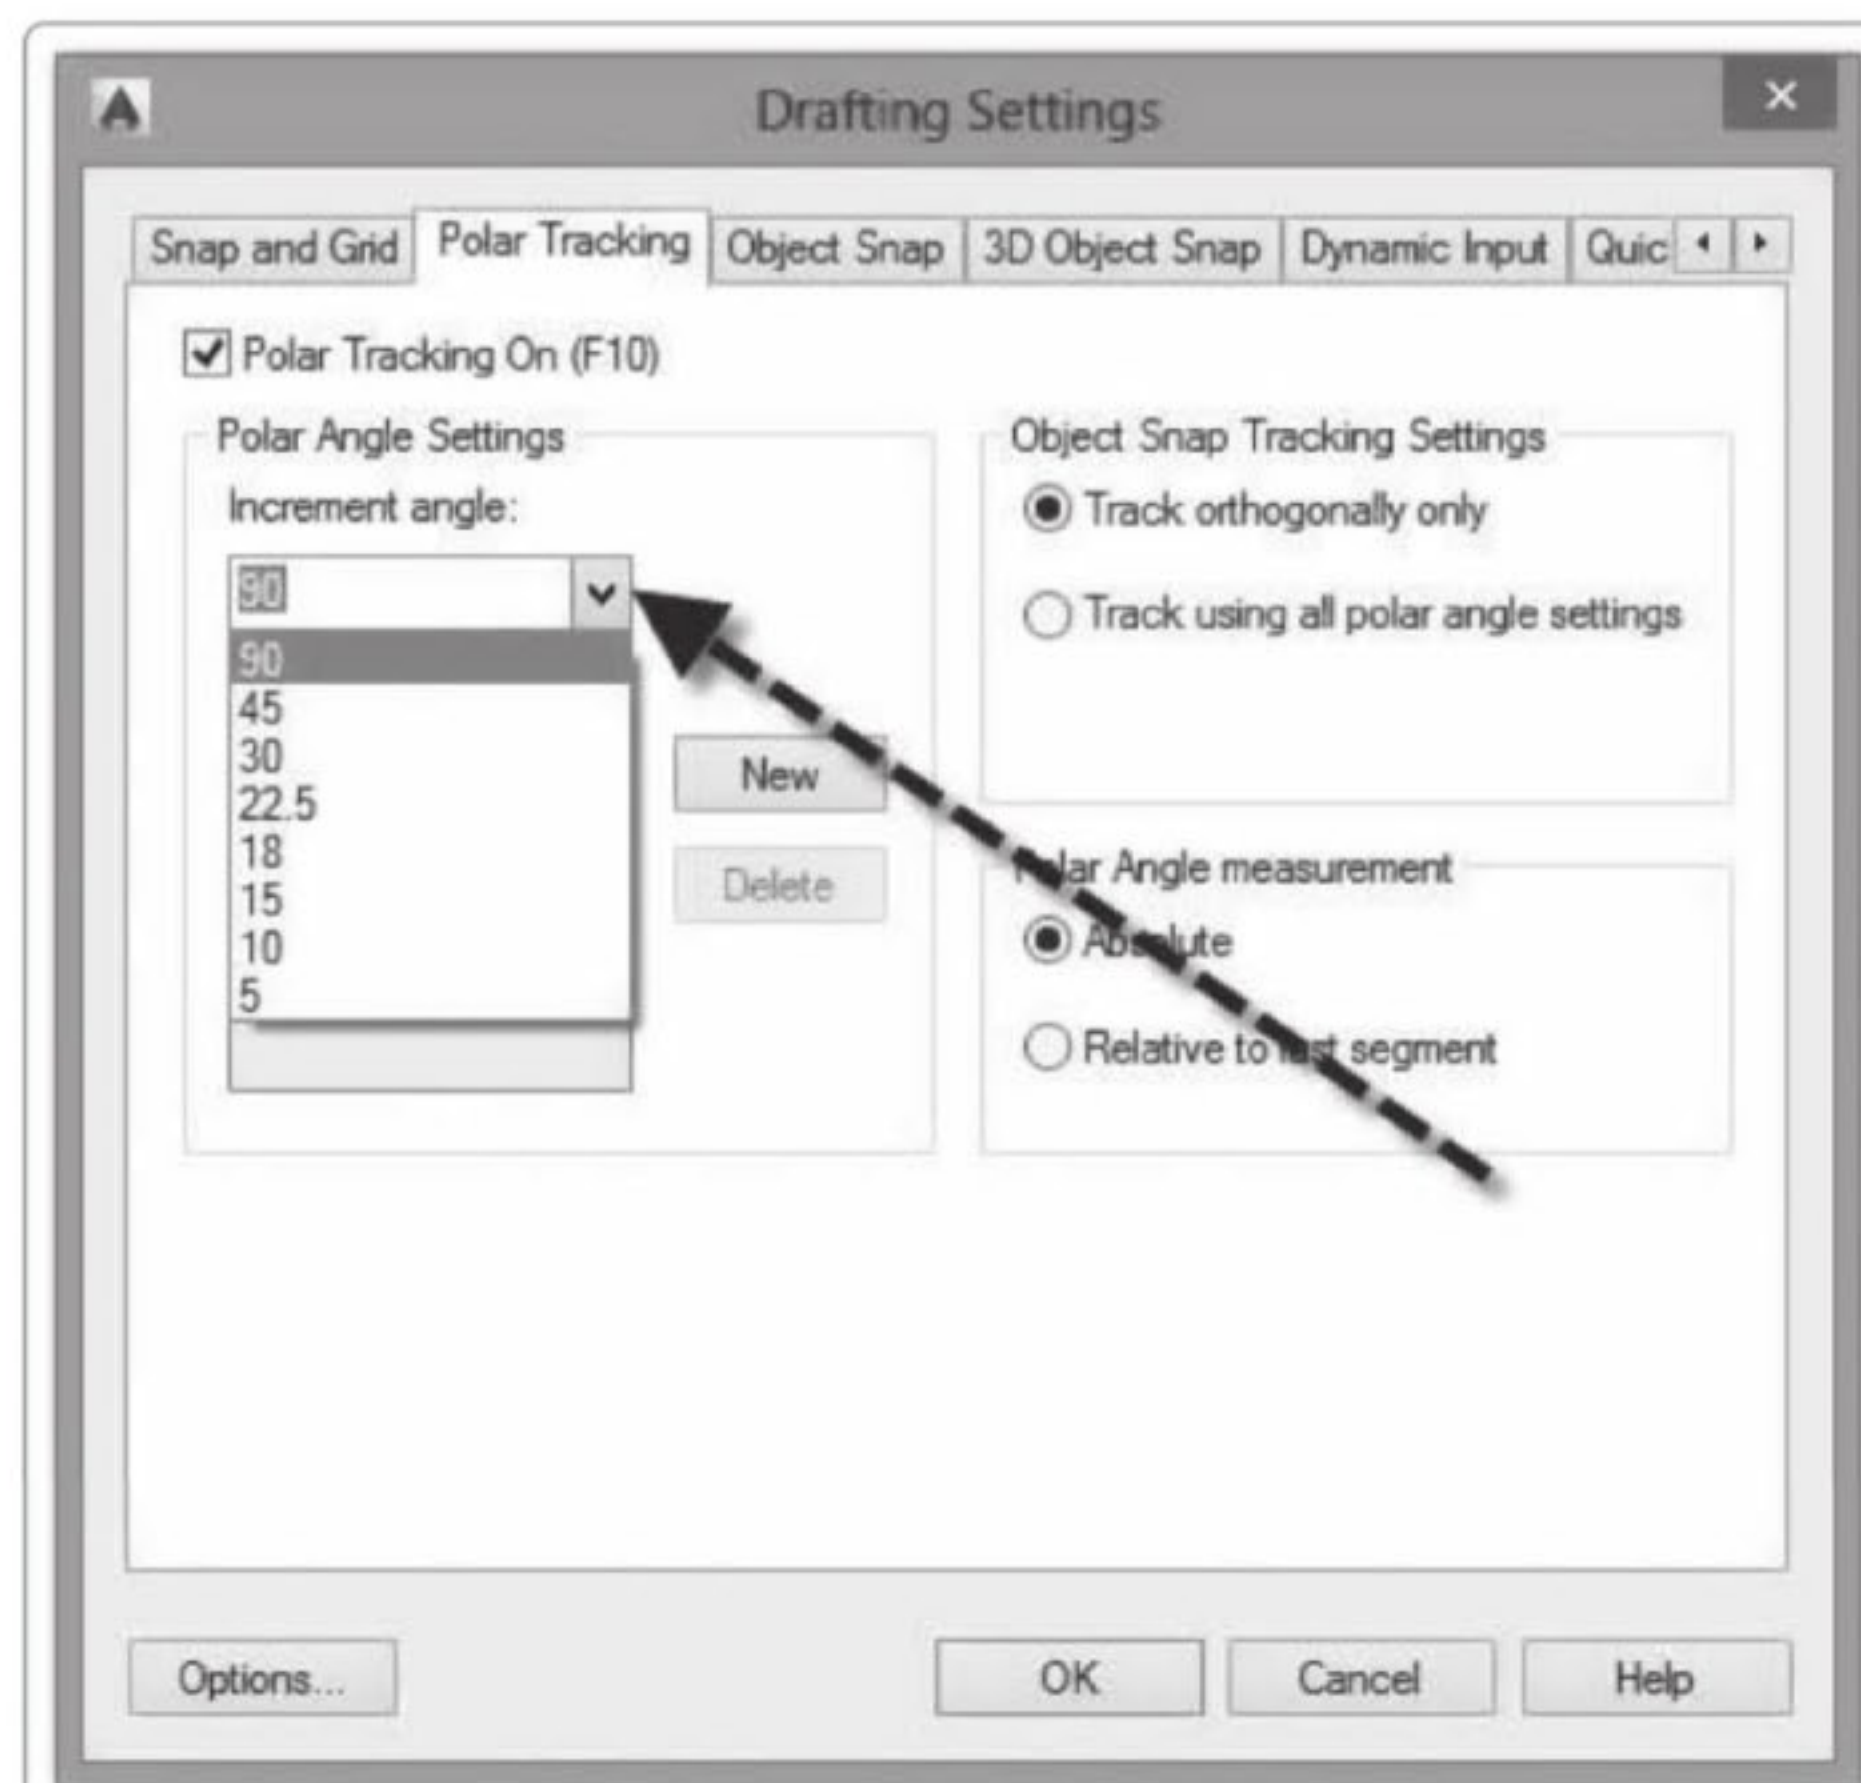 Drafting Settings
Snap and Grid
Polar Tracking
Object Snap
3D Object Snap
Dynamic Input
Quic
Polar Tracking On (F10)
Polar Angle Settings
Increment angle:
90
90
45
30
22.5
18
15
10
5
New
Delete
Object Snap Tracking Settings
Track orthogonally only
Track using all polar angle settings
Polar Angle measurement
Absolute
Relative to last segment
Options...
OK
Cancel
Help